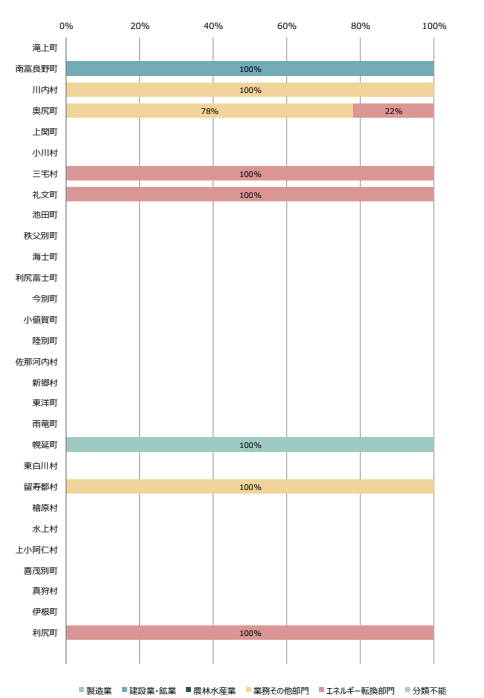 0% 20% 40% 60% 80% 100%
滝上町
南富良野町 100%
川内村 100%
奥尻町 78% 22%
上関町
小川村
三宅村 100%
礼文町 100%
池田町
秩父別町
海士町
利尻富士町
今別町
小値賀町
陸別町
佐那河内村
新郷村
東洋町
雨竜町
幌延町 100%
東白川村
留寿都村 100%
檜原村
水上村
上小阿仁村
喜茂別町
真狩村
伊根町
利尻町 100%
製造業 建設業・鉱業 農林水産業 業務その他部門 エネルギー転換部門 分類不能